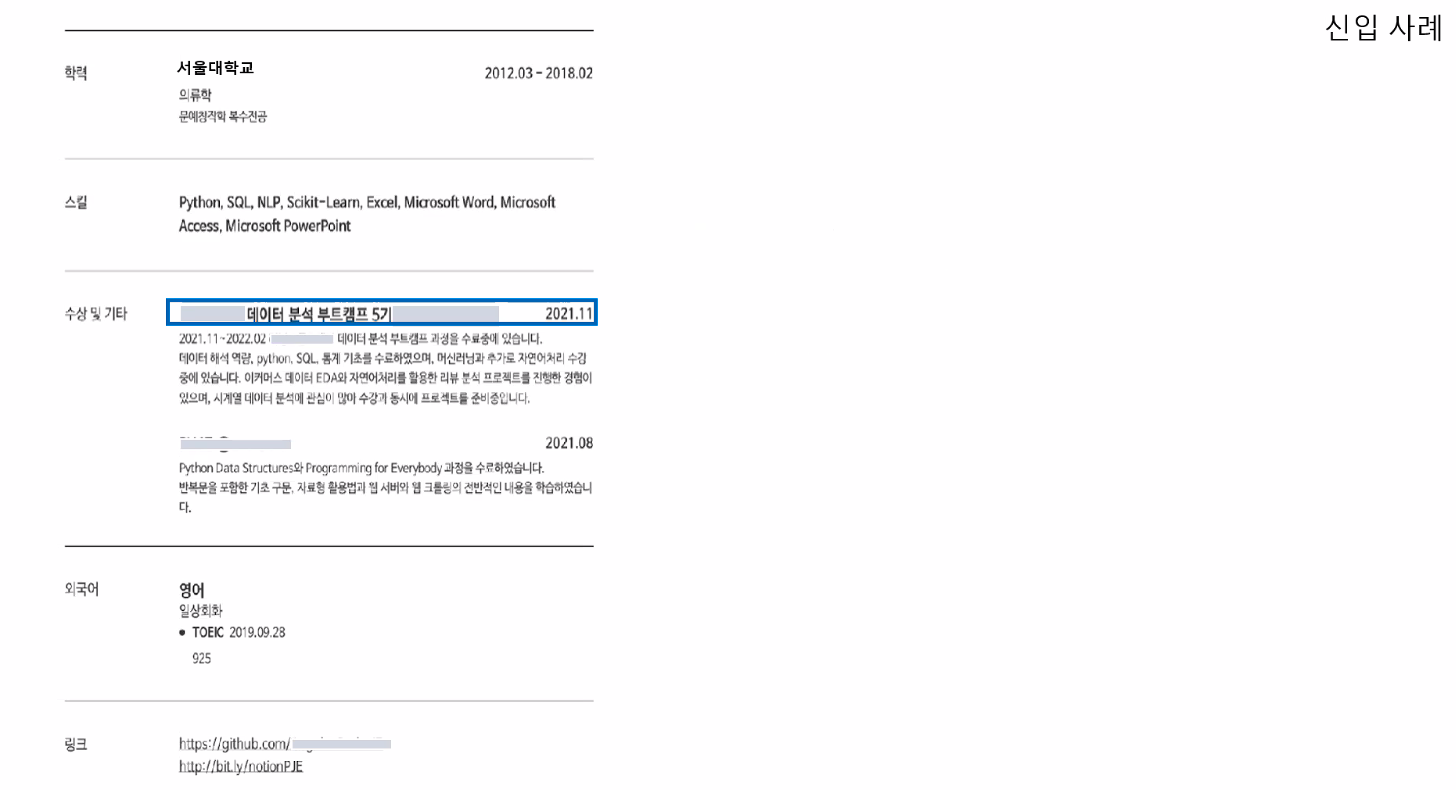 신입 사례
학력
서울대학교
2012.03 - 2018.02
의류학
문예창작학 복수전공
스킬
Python, SQL, NLP, Scikit-Learn, Excel, Microsoft Word, Microsoft
Access, Microsoft PowerPoint
수상 및 기타
데이터 분석 부트캠프 5기
2021.11
2021.11~2022.02 데이터 분석 부트캠프 과정을 수료중에 있습니다.
데이터 해석 역량, python, SQL, 통계 기초를 수료하였으며, 머신러닝과 추가로 자연어처리 수강
중에 있습니다. 이커머스 데이터 EDA와 자연어처리를 활용한 리뷰 분석 프로젝트를 진행한 경험이
있으며, 시계열 데이터 분석에 관심이 많아 수강과 동시에 프로젝트를 준비중입니다.
2021.08
Python Data Structures와 Programming for Everybody 과정을 수료하였습니다.
반복문을 포함한 기초 구문, 자료형 활용법과 웹 서버와 웹 크롤링의 전반적인 내용을 학습하였습니
다.
외국어
영어
일상회화
• TOEIC 2019.09.28
925
링크
https://github.com/
http://bit.ly/notionPJE